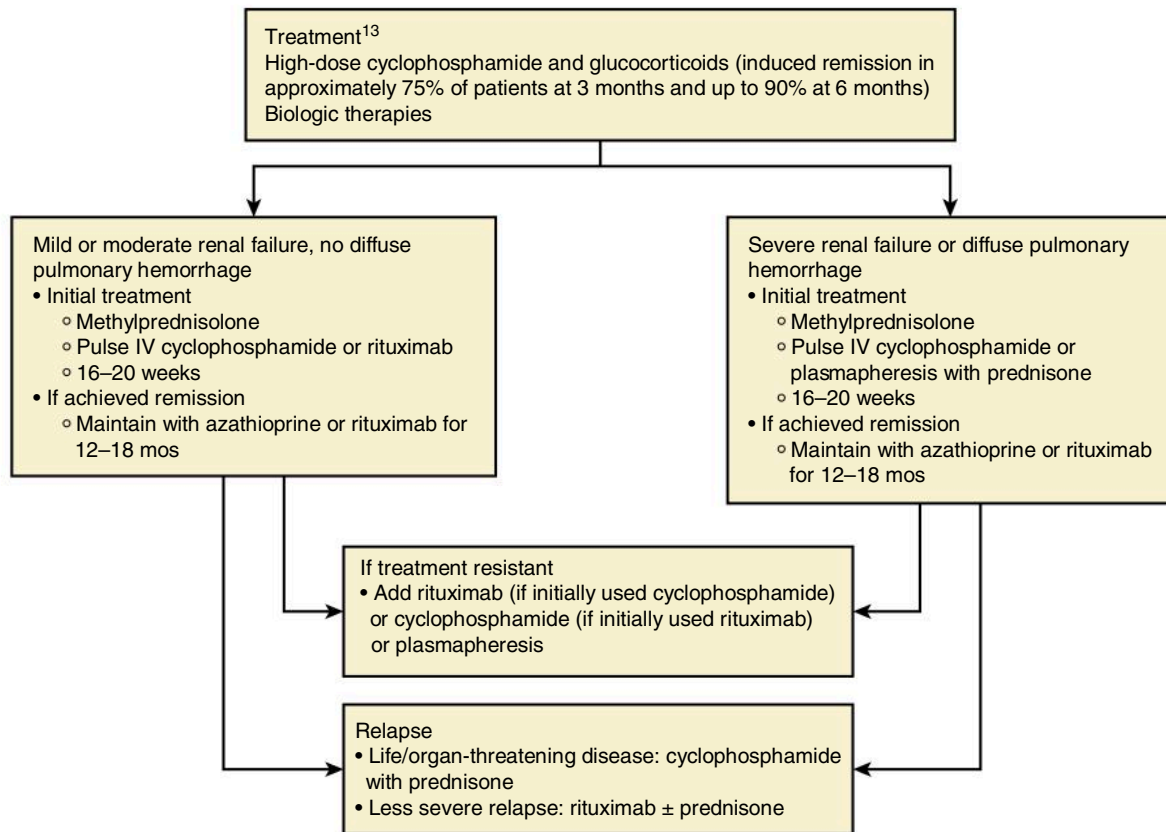 Treatment¹³
High-dose cyclophosphamide and glucocorticoids (induced remission in
approximately 75% of patients at 3 months and up to 90% at 6 months)
Biologic therapies
Mild or moderate renal failure, no diffuse
pulmonary hemorrhage
• Initial treatment
○ Methylprednisolone
○ Pulse IV cyclophosphamide or rituximab
○ 16–20 weeks
• If achieved remission
○ Maintain with azathioprine or rituximab for
12–18 mos
Severe renal failure or diffuse pulmonary
hemorrhage
• Initial treatment
○ Methylprednisolone
○ Pulse IV cyclophosphamide or
plasmapheresis with prednisone
○ 16–20 weeks
• If achieved remission
○ Maintain with azathioprine or rituximab
for 12–18 mos
If treatment resistant
• Add rituximab (if initially used cyclophosphamide)
or cyclophosphamide (if initially used rituximab)
or plasmapheresis
Relapse
• Life/organ-threatening disease: cyclophosphamide
with prednisone
• Less severe relapse: rituximab ± prednisone